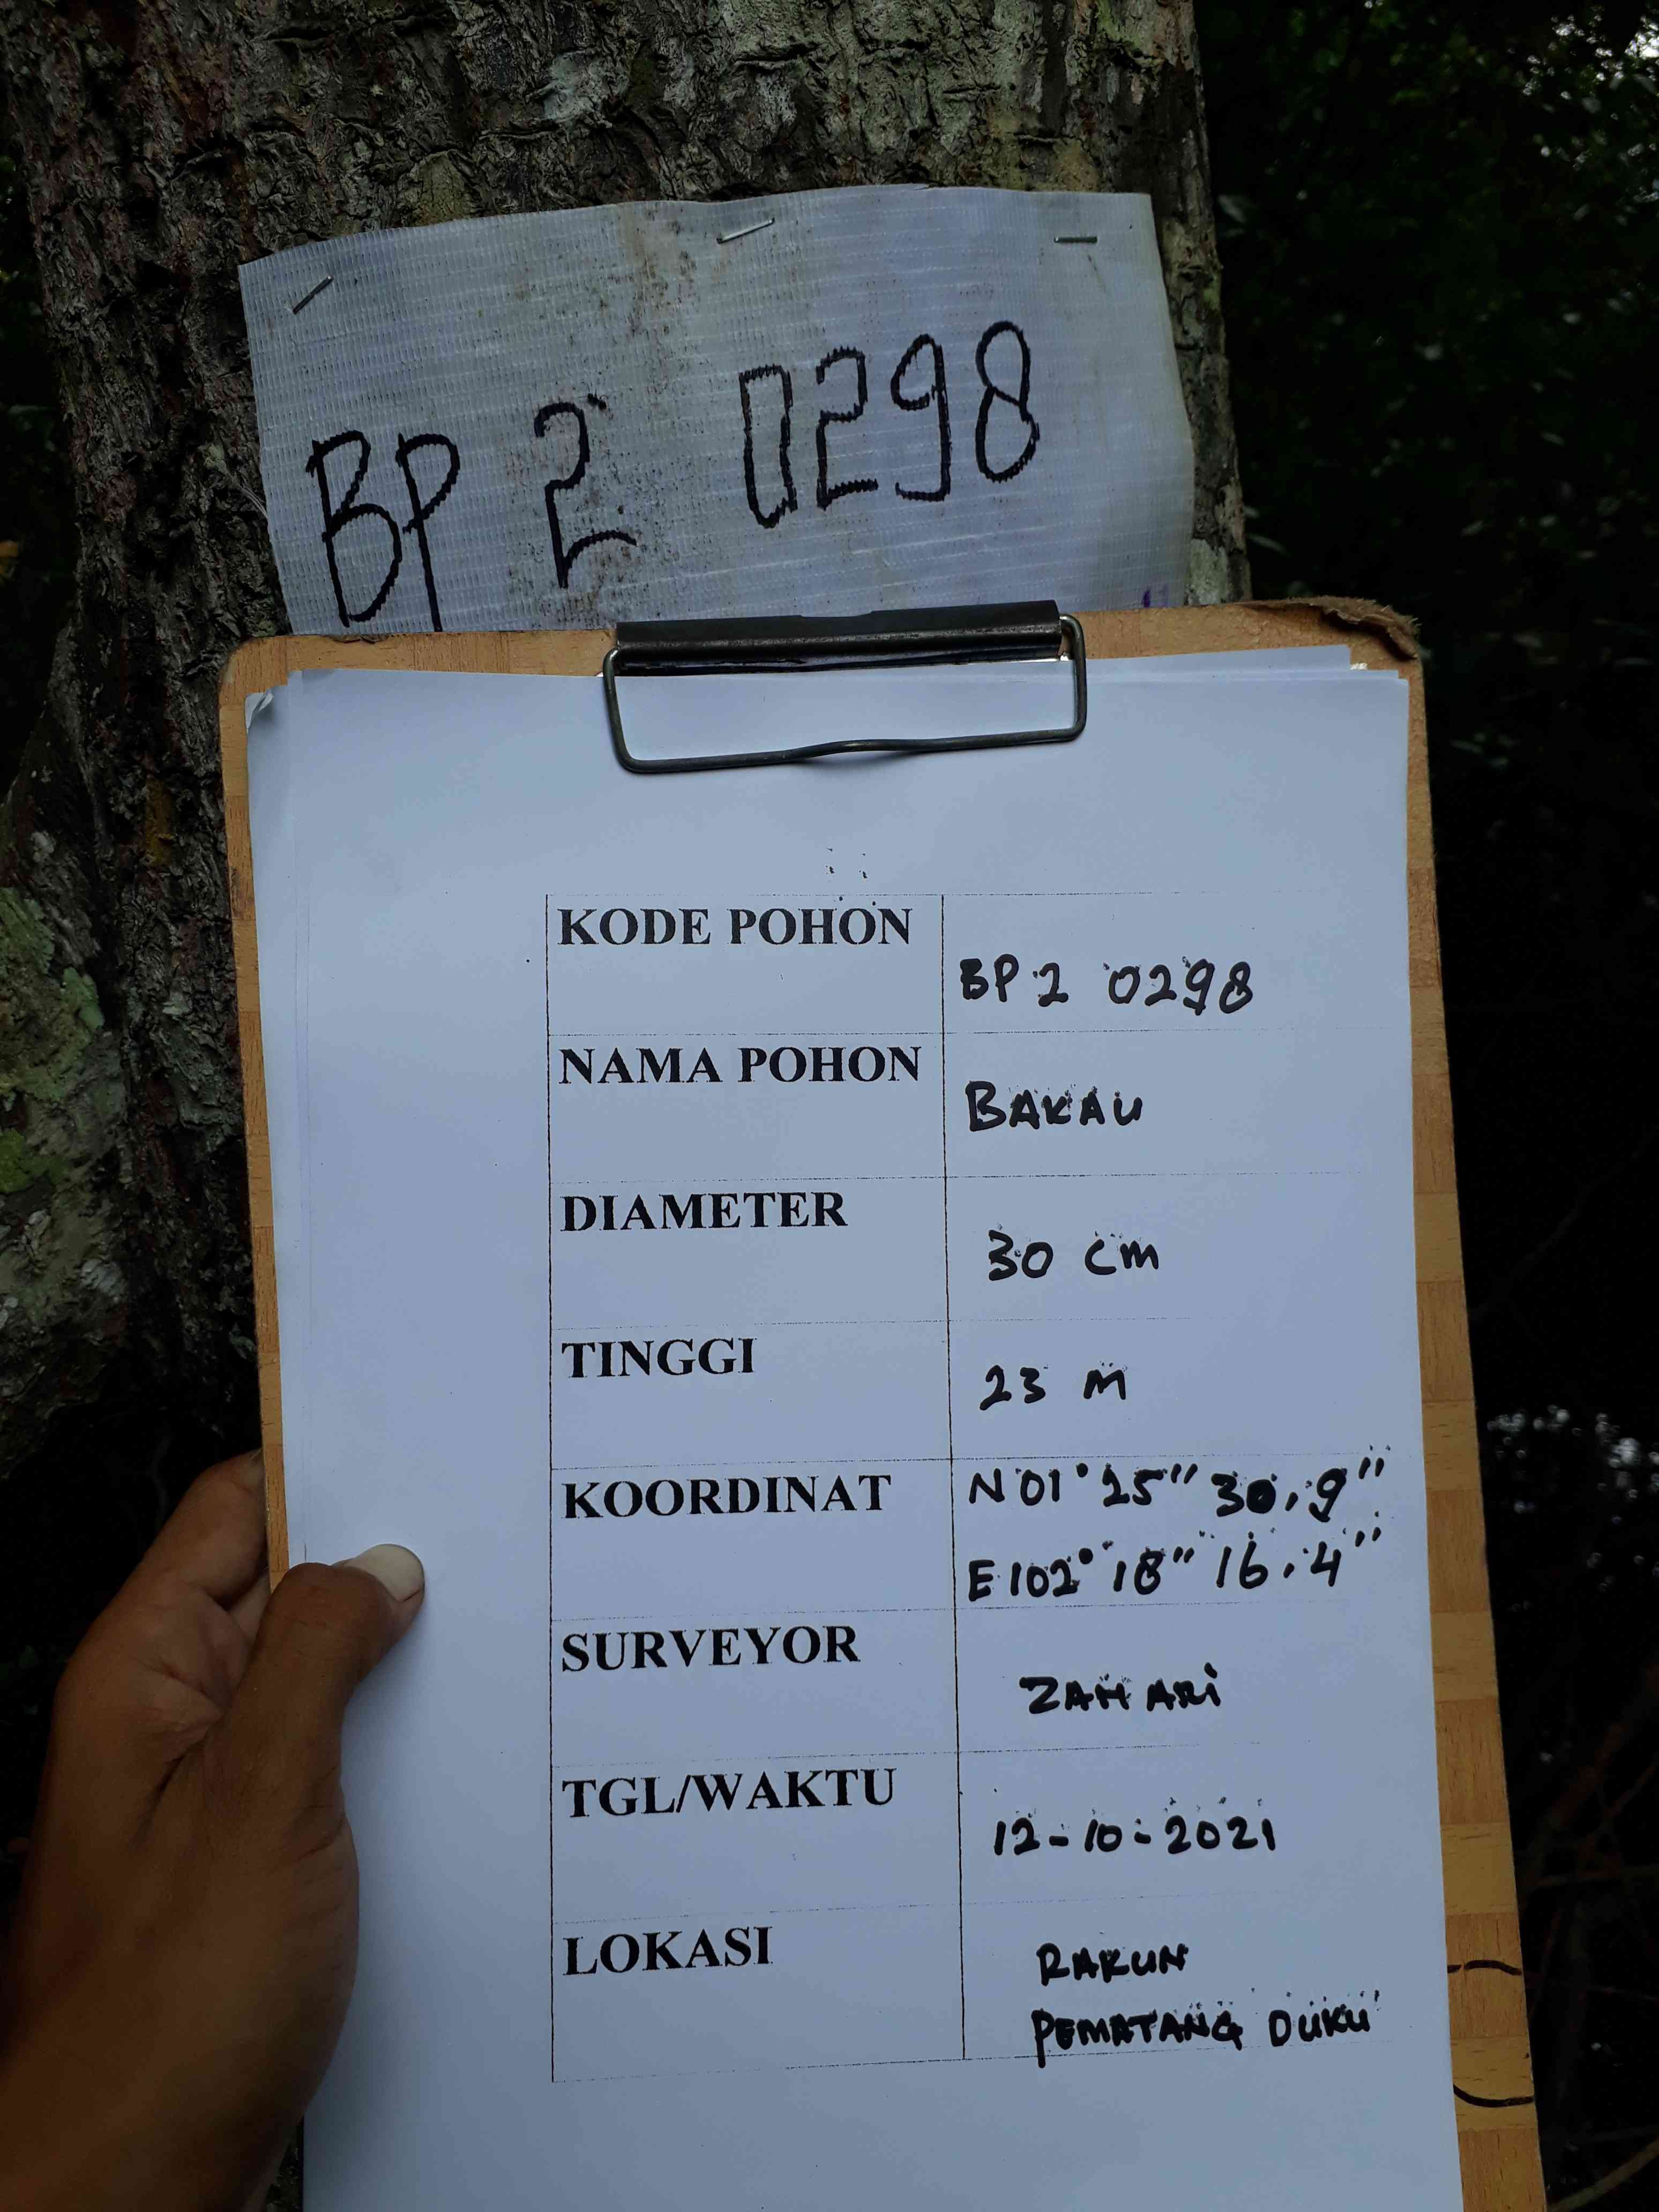 BP 2 0298
KODE POHON
BP 2 0298
NAMA POHON
BAKAU
DIAMETER
30 cm
TINGGI
23 M
KOORDINAT
N 01° 25" 30,9"
E 102° 18" 16.4"
SURVEYOR
ZAHARi
TGL/WAKTU
12-10-2021
LOKASI
RAKUN
PEMATANG DUKU